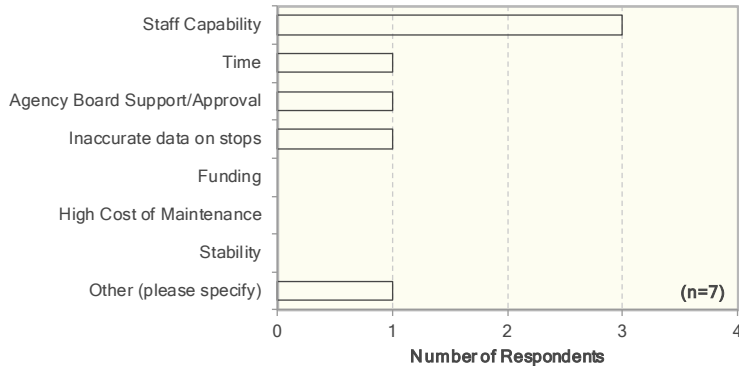 Staff Capability
Time
Agency Board Support/Approval
Inaccurate data on stops
Funding
High Cost of Maintenance
Stability
Other (please specify)
(n=7)
0 1 2 3 4
Number of Respondents